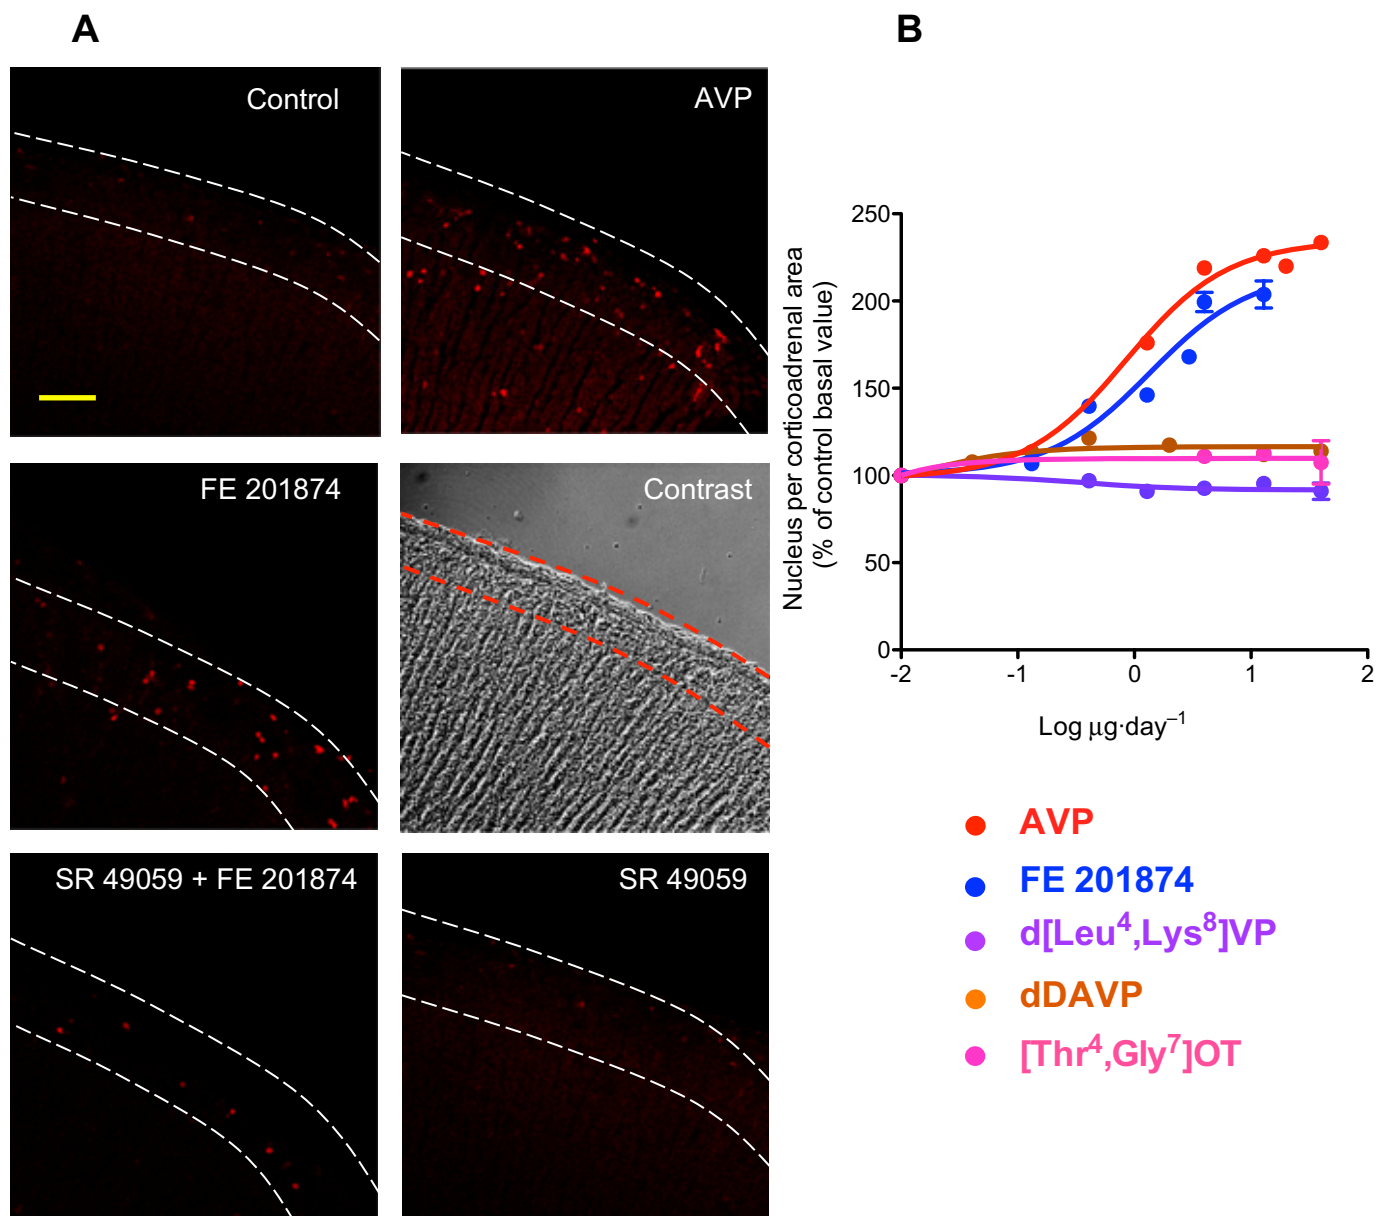 A
B
Control
AVP
FE 201874
Contrast
SR 49059 + FE 201874
SR 49059
Nucleus per corticoadrenal area
(% of control basal value)
250
200
150
100
50
0
-2
-1
0
1
2
Log µg·day⁻¹
AVP
FE 201874
d[Leu⁴,Lys⁸]VP
dDAVP
[Thr⁴,Gly⁷]OT